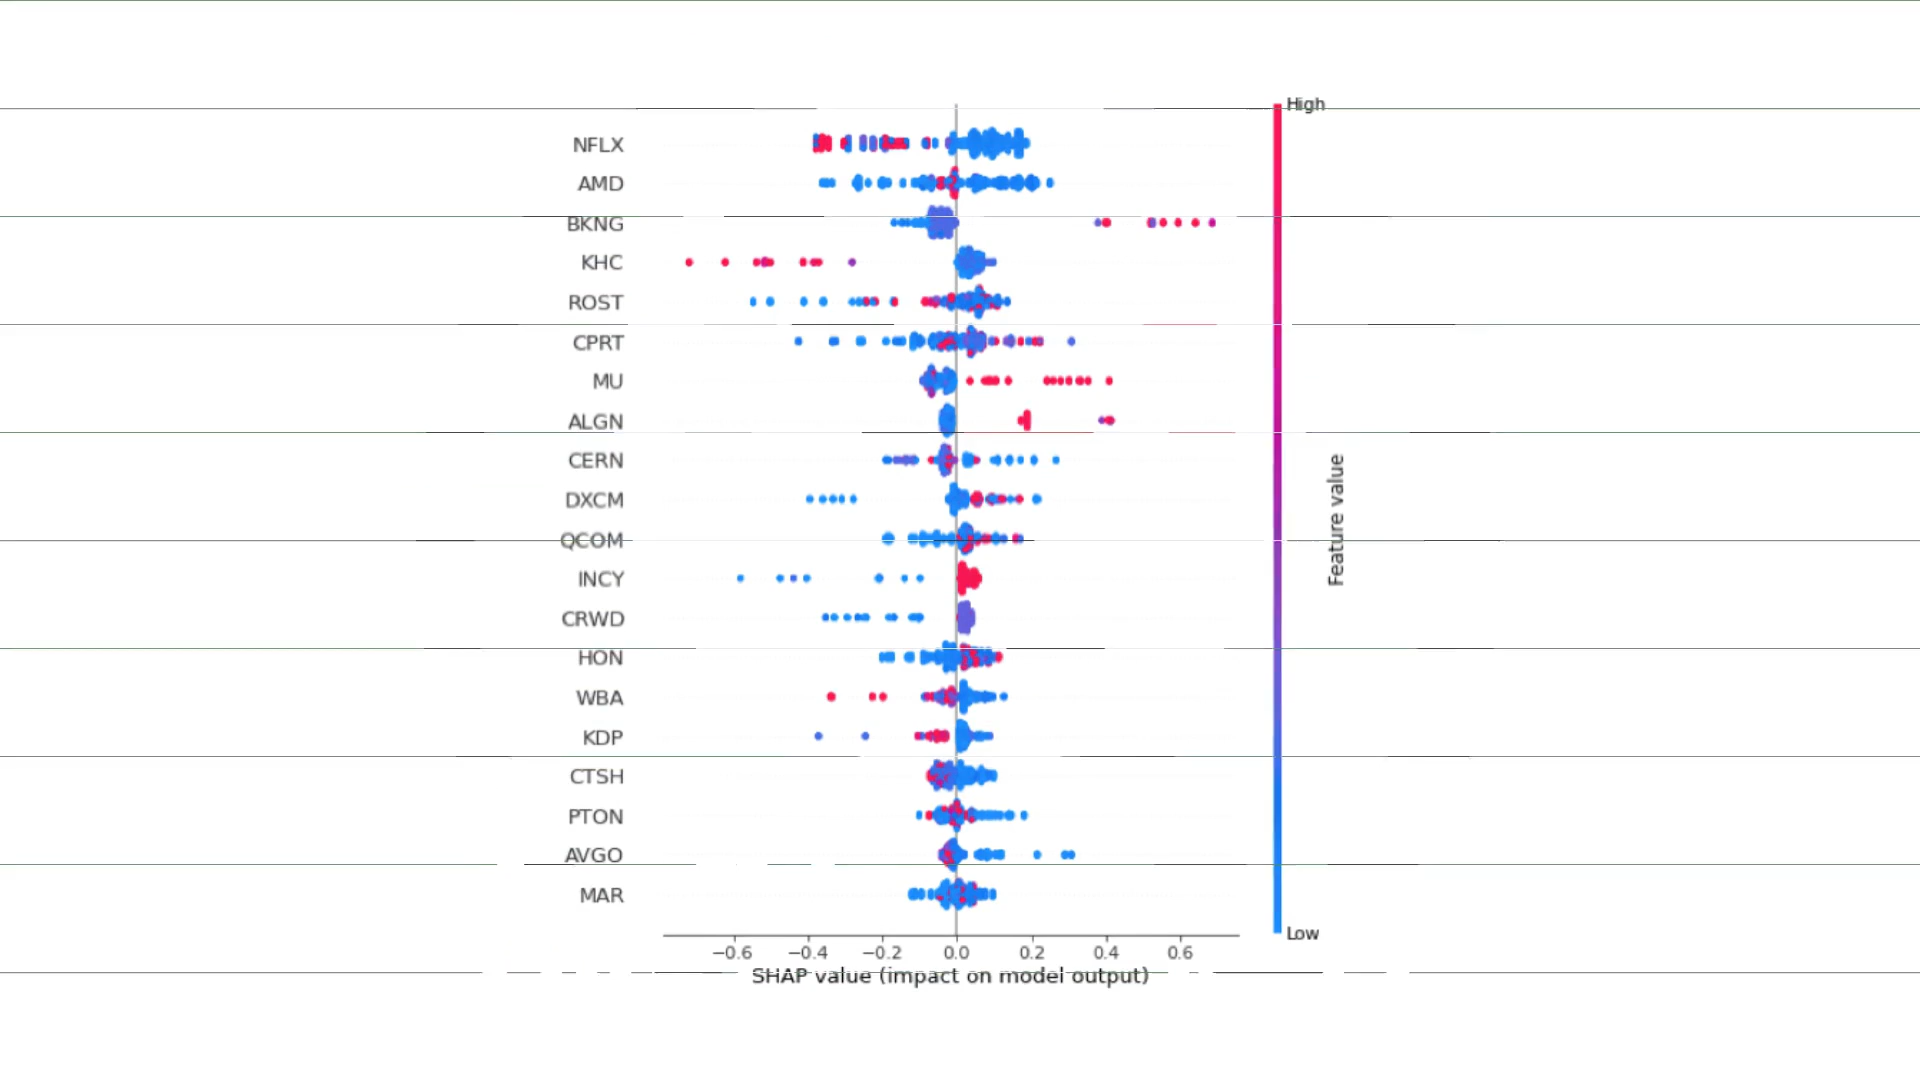 High
NFLX
AMD
BKNG
KHC
ROST
CPRT
MU
ALGN
CERN
DXCM
QCOM
INCY
CRWD
HON
WBA
KDP
CTSH
PTON
AVGO
MAR
Feature value
Low
−0.6 −0.4 −0.2 0.0 0.2 0.4 0.6
SHAP value (impact on model output)